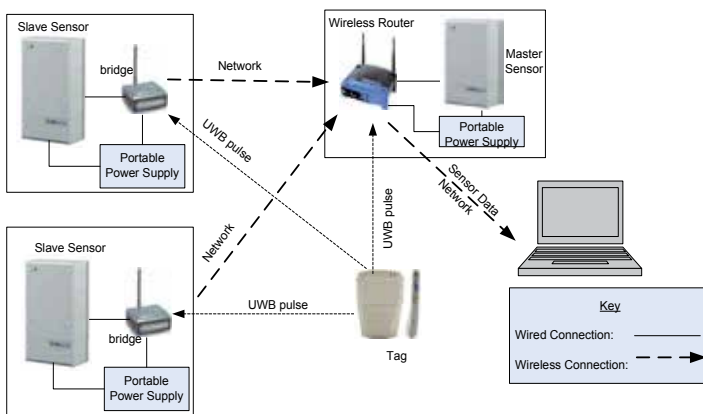 Slave Sensor
bridge
Portable
Power Supply
Network
Wireless Router
Master
Sensor
Portable
Power Supply
UWB pulse
Sensor Data
Network
UWB pulse
Slave Sensor
Network
UWB pulse
bridge
Portable
Power Supply
Tag
Key
Wired Connection:
Wireless Connection: